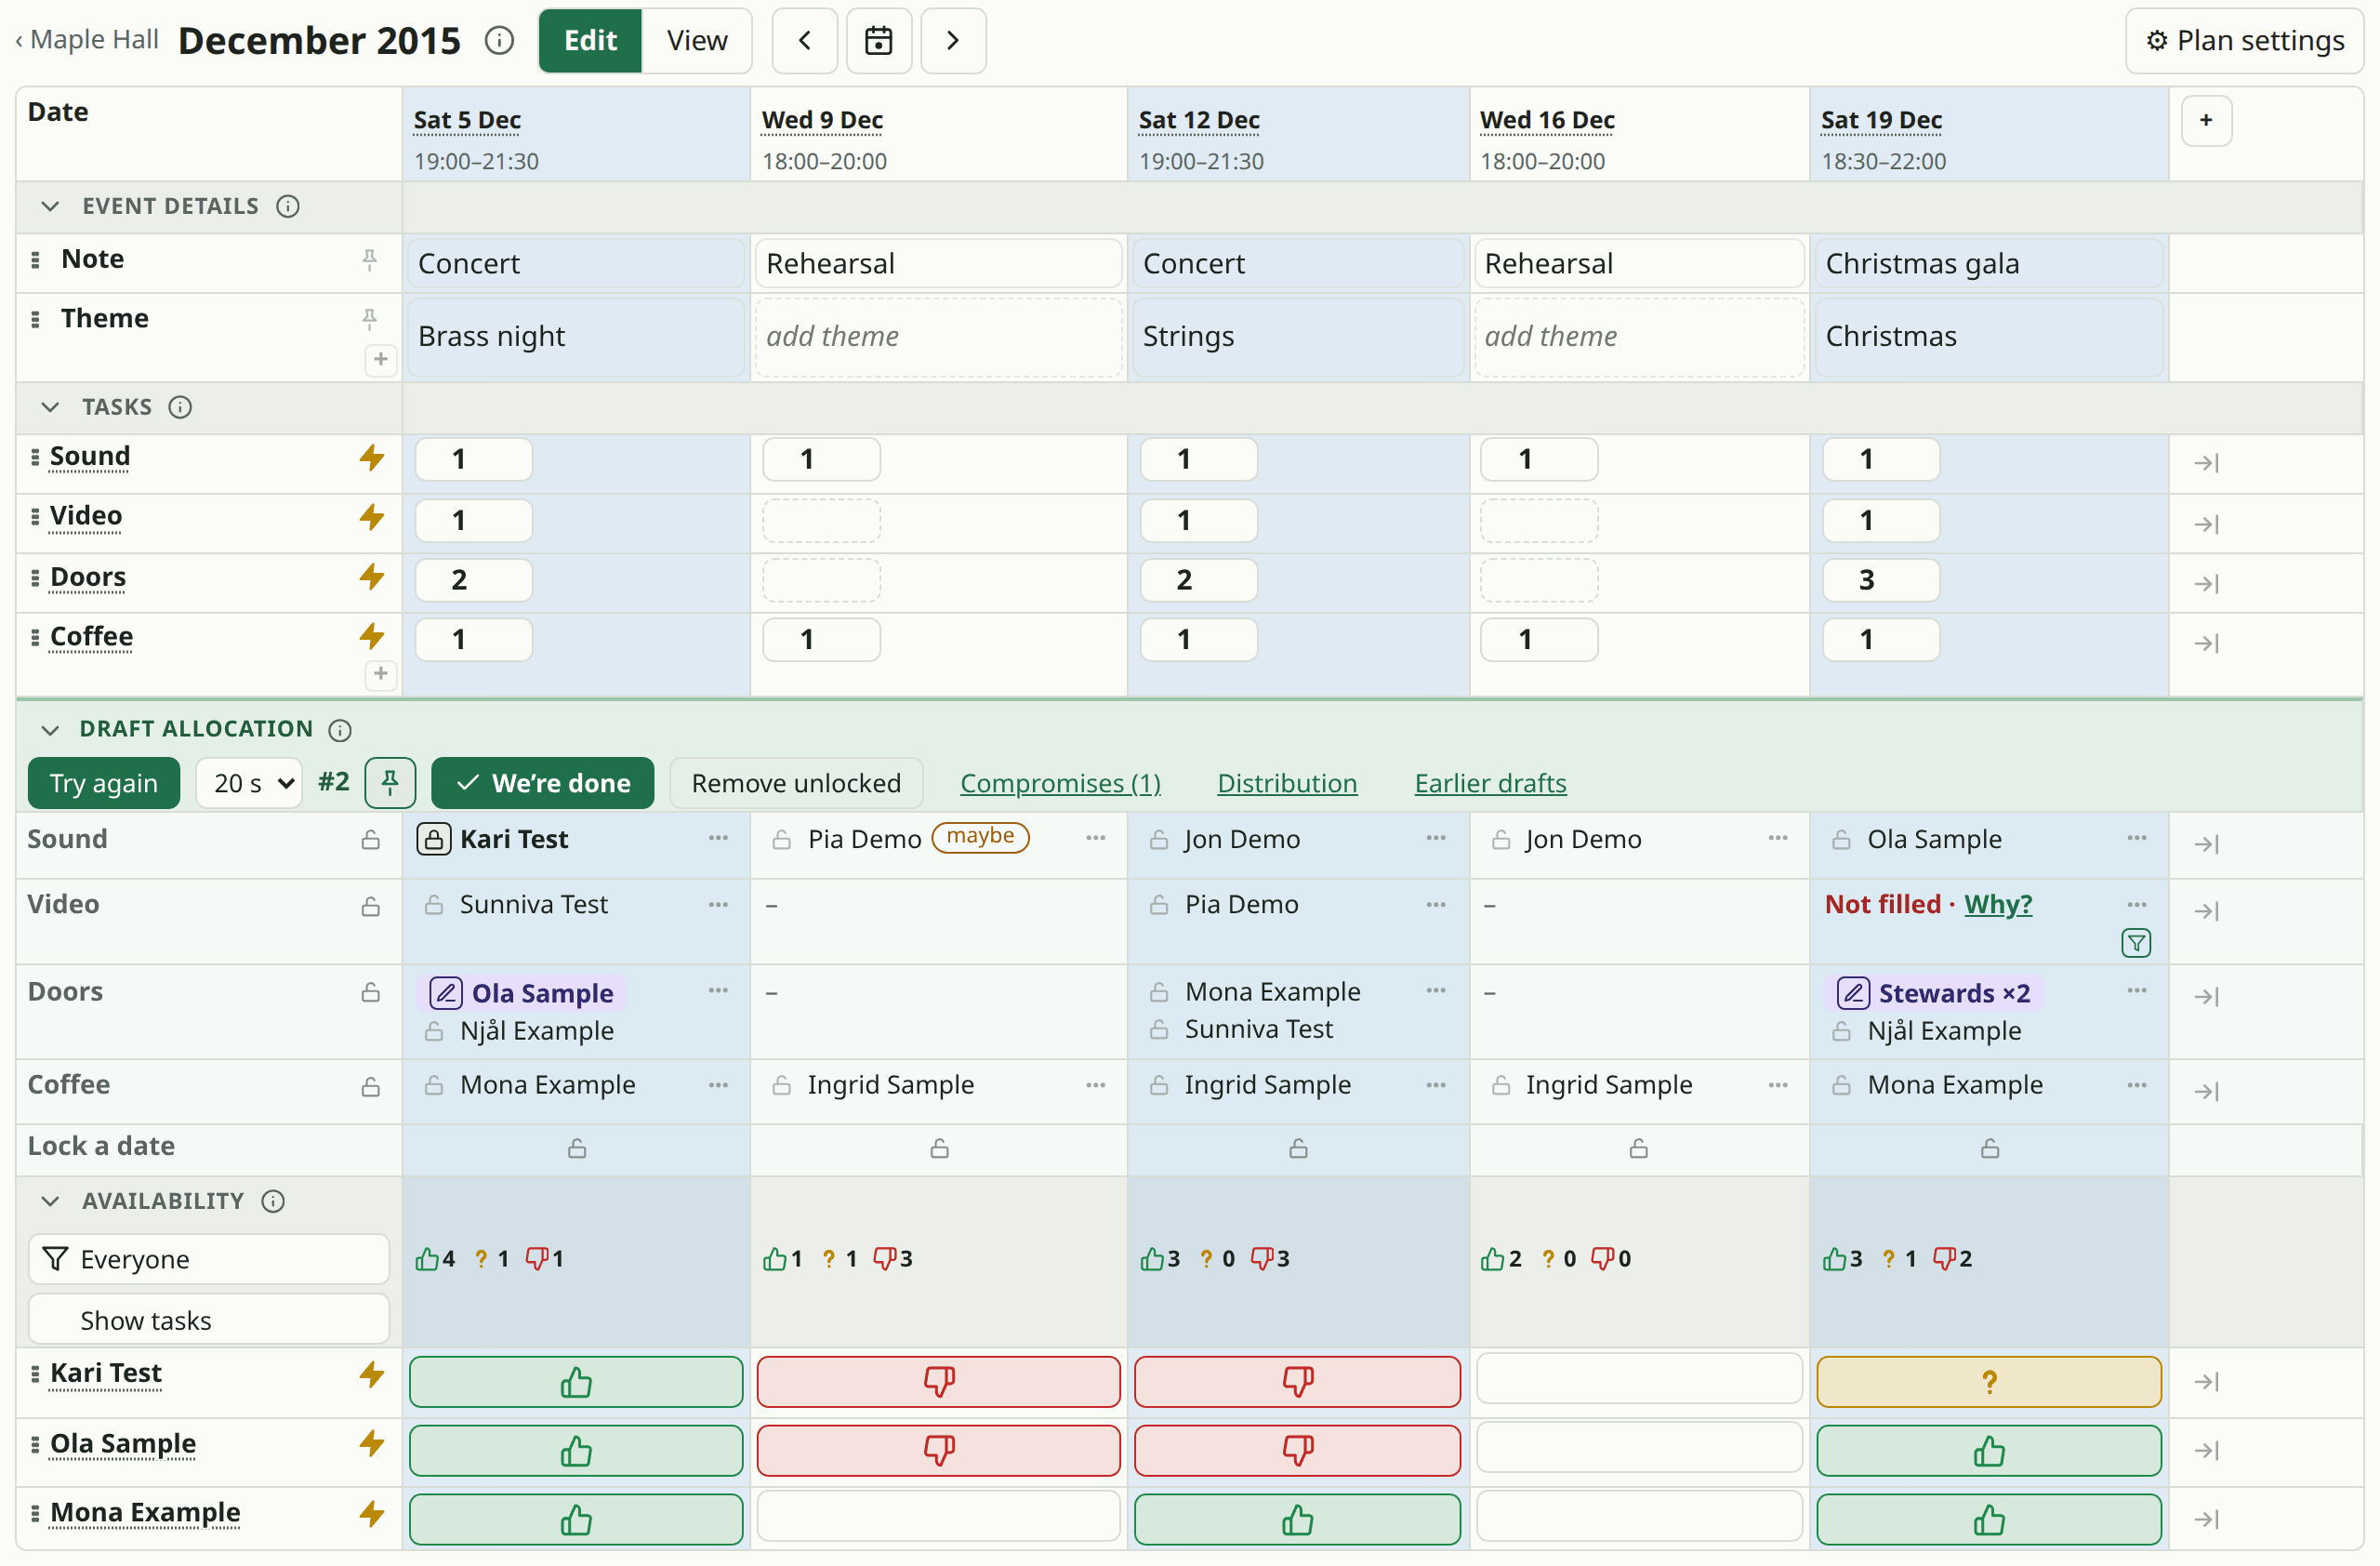 ‹ Maple Hall December 2015 Edit View ⚙ Plan settings
Date Sat 5 Dec Wed 9 Dec Sat 12 Dec Wed 16 Dec Sat 19 Dec +
19:00–21:30 18:00–20:00 19:00–21:30 18:00–20:00 18:30–22:00
EVENT DETAILS
Note Concert Rehearsal Concert Rehearsal Christmas gala
Theme Brass night add theme Strings add theme Christmas
+
TASKS
Sound 1 1 1 1 1
Video 1 1 1
Doors 2 2 3
Coffee 1 1 1 1 1
+
DRAFT ALLOCATION
Try again 20 s #2 We’re done Remove unlocked Compromises (1) Distribution Earlier drafts
Sound Kari Test Pia Demo maybe Jon Demo Jon Demo Ola Sample
Video Sunniva Test – Pia Demo – Not filled · Why?
Doors Ola Sample – Mona Example – Stewards ×2
Njål Example Sunniva Test Njål Example
Coffee Mona Example Ingrid Sample Ingrid Sample Ingrid Sample Mona Example
Lock a date
AVAILABILITY
Everyone 4 ? 1 1 1 ? 1 3 3 ? 0 3 2 ? 0 0 3 ? 1 2
Show tasks
Kari Test ?
Ola Sample
Mona Example